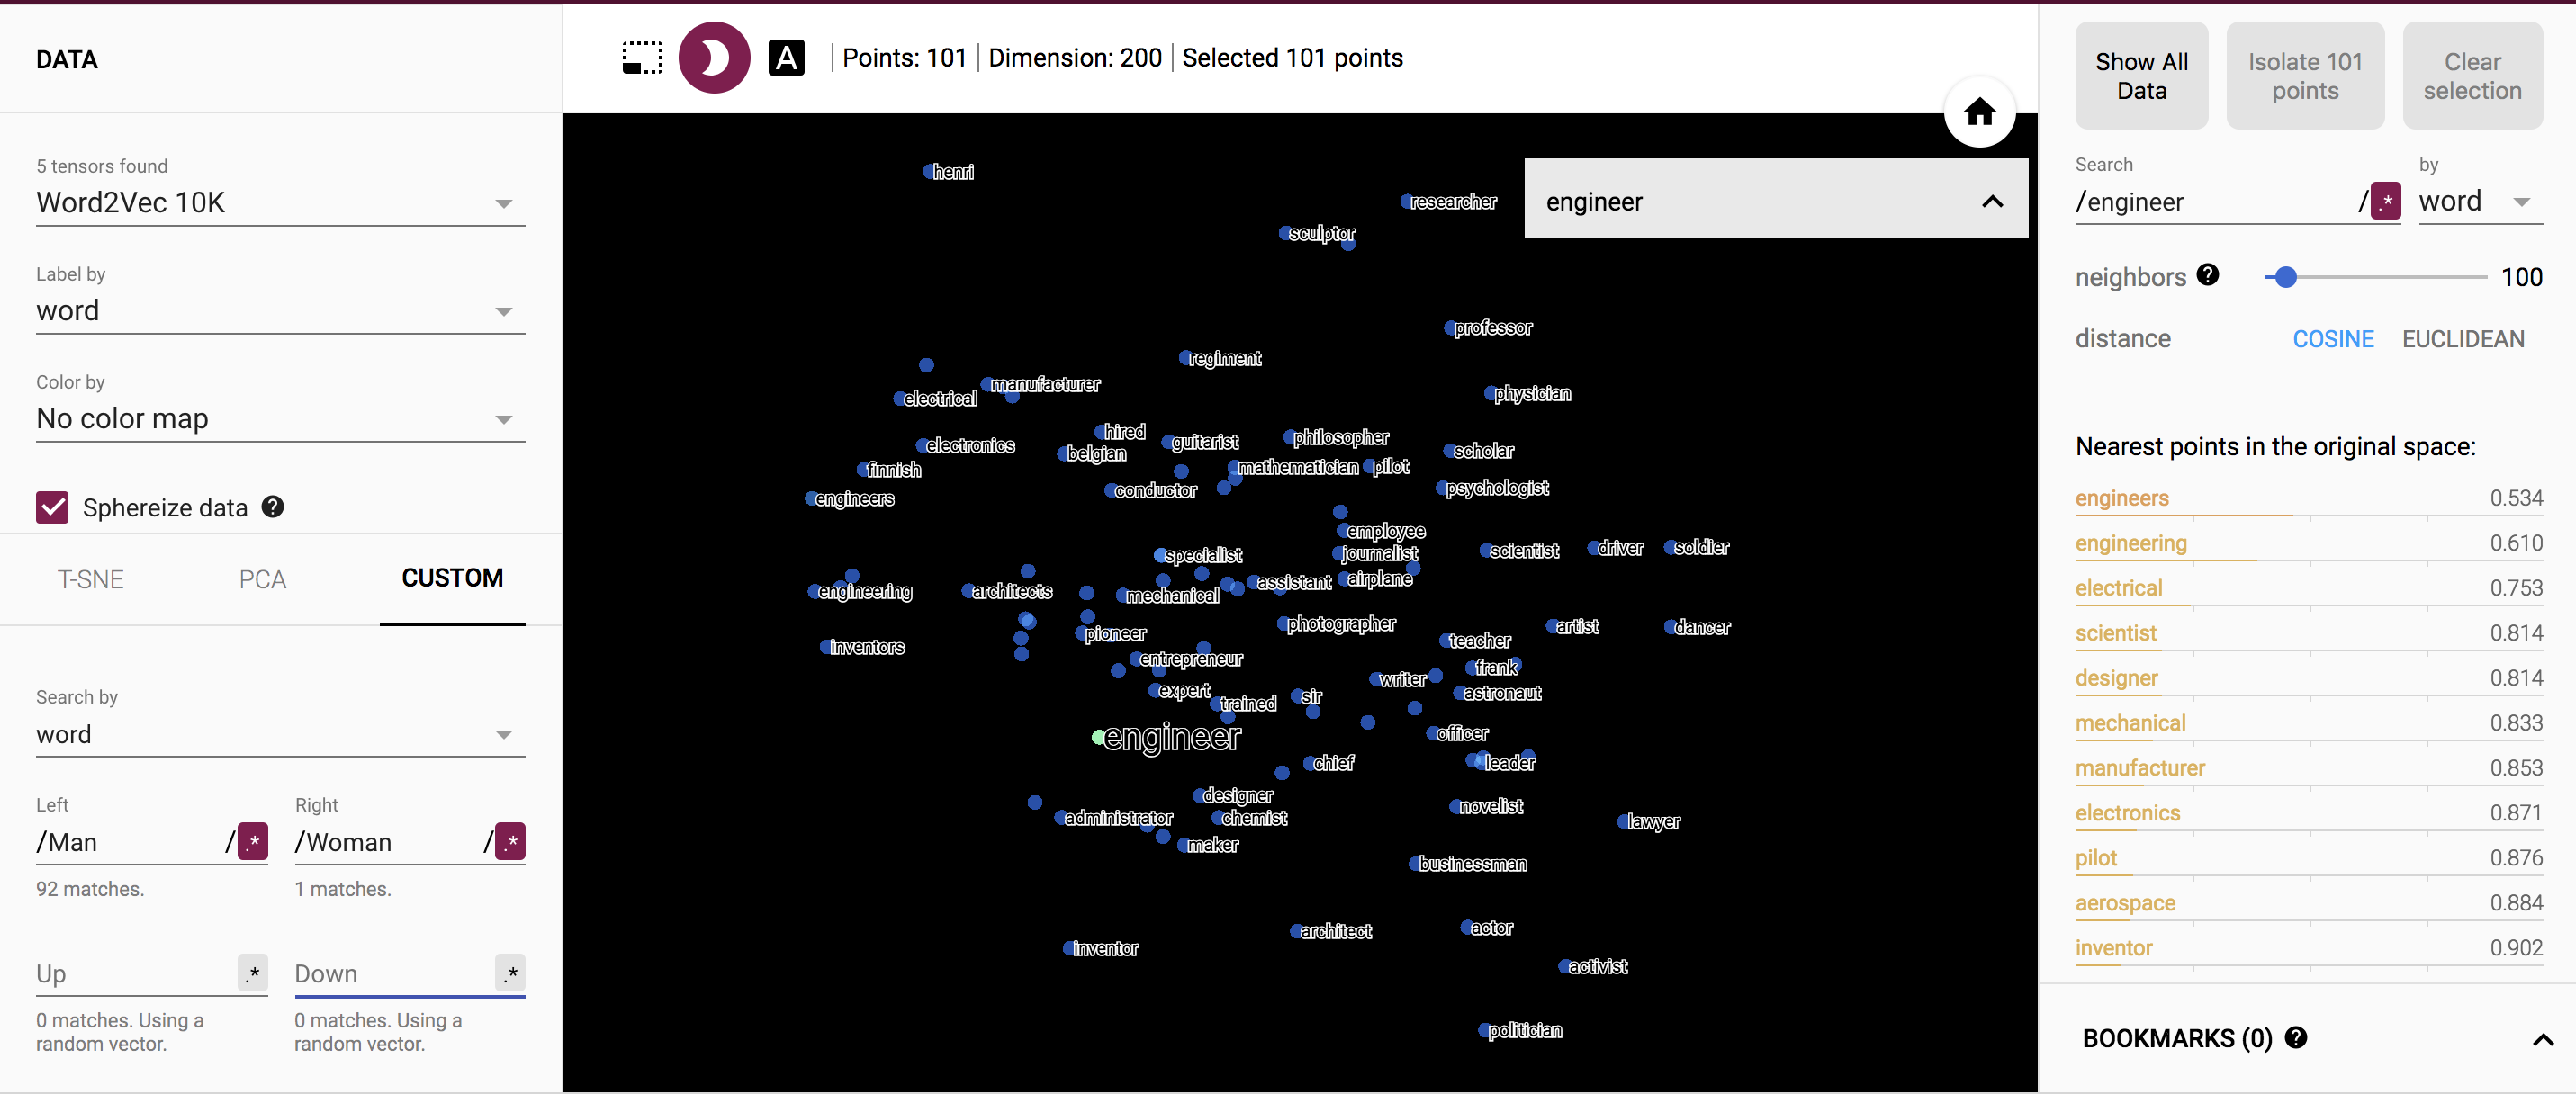 DATA
5 tensors found
Word2Vec 10K
Label by
word
Color by
No color map
Sphereize data ?
T-SNE PCA CUSTOM
Search by
word
Left Right
/Man /.* /Woman /.*
92 matches. 1 matches.
Up .* Down .*
0 matches. Using a random vector. 0 matches. Using a random vector.
A | Points: 101 | Dimension: 200 | Selected 101 points
engineer
henri
researcher
sculptor
professor
regiment
manufacturer
physician
electrical
hired
guitarist
philosopher
electronics
belgian
scholar
mathematician
pilot
finnish
psychologist
conductor
engineers
employee
journalist
specialist
scientist
driver
soldier
airplane
assistant
engineering
architects
mechanical
photographer
artist
dancer
pioneer
teacher
inventors
entrepreneur
frank
writer
expert
astronaut
sir
trained
officer
engineer
chief
leader
designer
novelist
administrator
chemist
lawyer
maker
businessman
actor
architect
inventor
activist
politician
Show All Data
Isolate 101 points
Clear selection
Search by
/engineer /.* word
neighbors ? 100
distance COSINE EUCLIDEAN
Nearest points in the original space:
engineers 0.534
engineering 0.610
electrical 0.753
scientist 0.814
designer 0.814
mechanical 0.833
manufacturer 0.853
electronics 0.871
pilot 0.876
aerospace 0.884
inventor 0.902
BOOKMARKS (0) ?